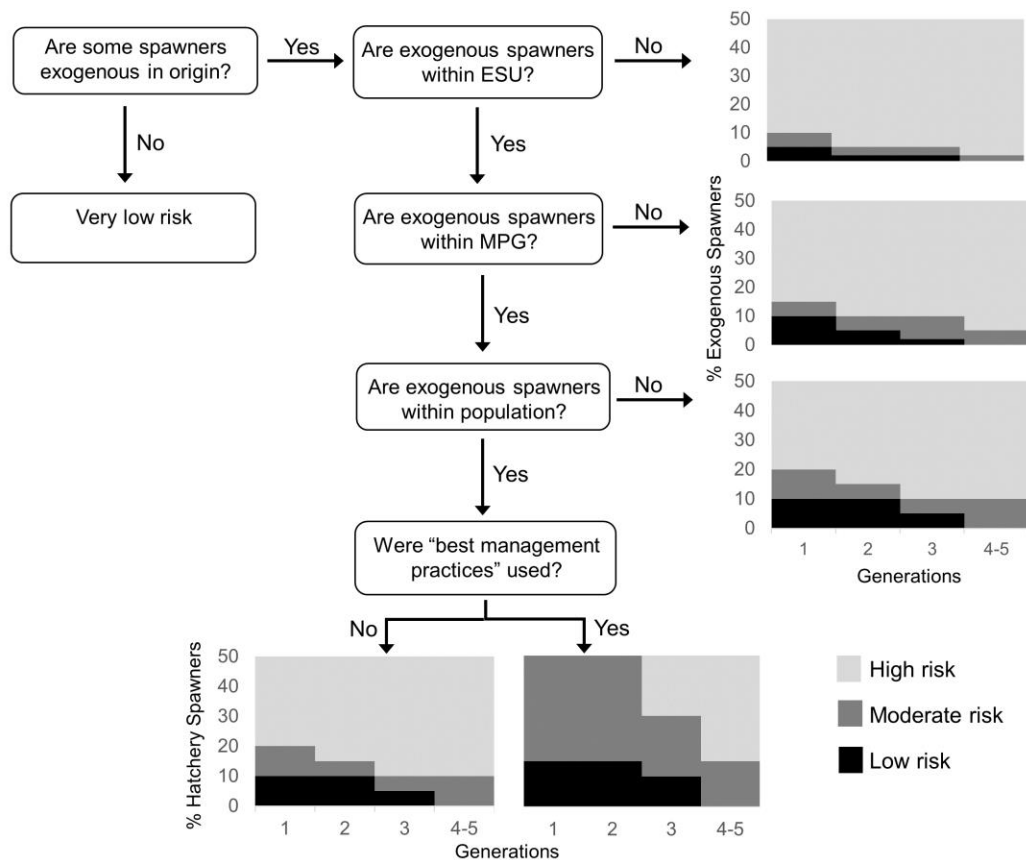 Are some spawners
exogenous in origin?
Yes
Are exogenous spawners
within ESU?
No
No
Very low risk
Yes
Are exogenous spawners
within MPG?
No
Yes
Are exogenous spawners
within population?
No
Yes
Were “best management
practices” used?
No
Yes
50
40
30
20
10
0
% Exogenous Spawners
50
40
30
20
10
0
50
40
30
20
10
0
1 2 3 4-5
Generations
% Hatchery Spawners
50
40
30
20
10
0
1 2 3 4-5
1 2 3 4-5
Generations
High risk
Moderate risk
Low risk